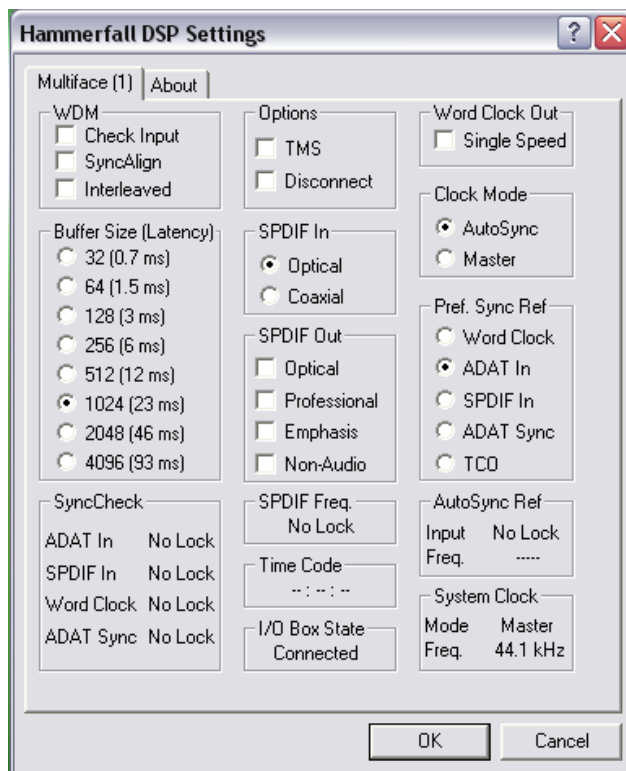 Hammerfall DSP Settings
Multiface (1)
About
WDM
Check Input
SyncAlign
Interleaved
Buffer Size (Latency)
32 (0.7 ms)
64 (1.5 ms)
128 (3 ms)
256 (6 ms)
512 (12 ms)
1024 (23 ms)
2048 (46 ms)
4096 (93 ms)
SyncCheck
ADAT In No Lock
SPDIF In No Lock
Word Clock No Lock
ADAT Sync No Lock
Options
TMS
Disconnect
SPDIF In
Optical
Coaxial
SPDIF Out
Optical
Professional
Emphasis
Non-Audio
SPDIF Freq.
No Lock
Time Code
-- : -- : --
I/O Box State
Connected
Word Clock Out
Single Speed
Clock Mode
AutoSync
Master
Pref. Sync Ref
Word Clock
ADAT In
SPDIF In
ADAT Sync
TCO
AutoSync Ref
Input No Lock
Freq. -----
System Clock
Mode Master
Freq. 44.1 kHz
OK
Cancel